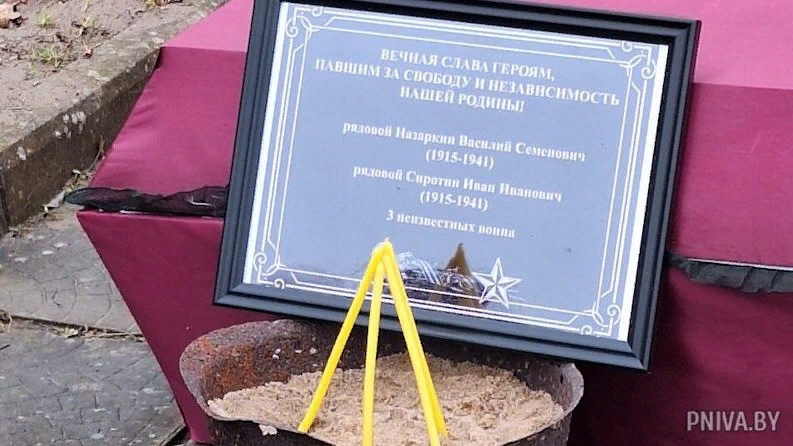 ВЕЧНАЯ СЛАВА ГЕРОЯМ,
ПАВШИМ ЗА СВОБОДУ И НЕЗАВИСИМОСТЬ
НАШЕЙ РОДИНЫ!
рядовой Назаркин Василий Семенович
(1915-1941)
рядовой Сиротин Иван Иванович
(1915-1941)
3 неизвестных воина
PNIVA.BY